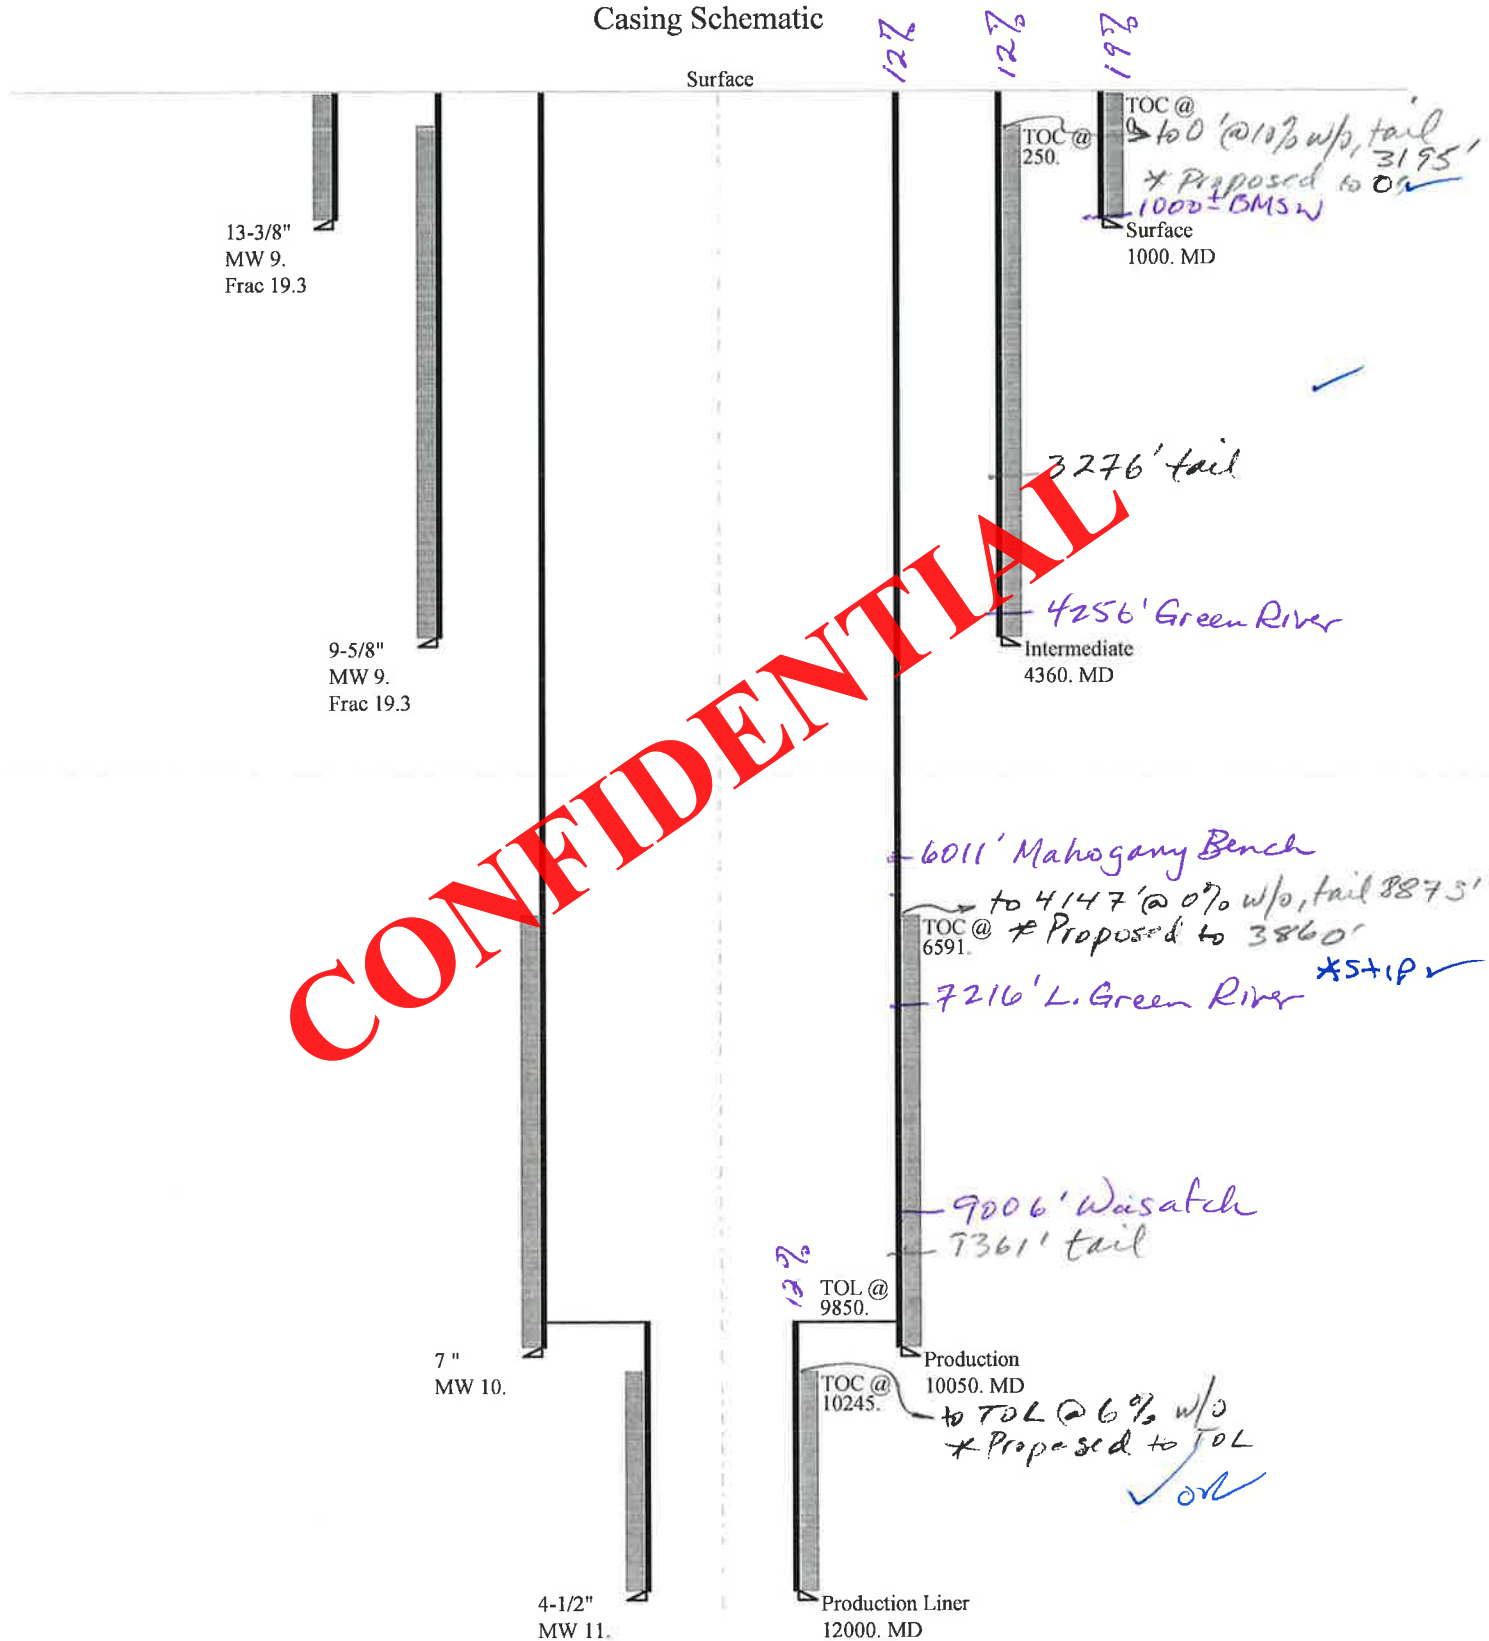 Casing Schematic
12%
12%
19%
Surface
TOC @
0.
to 0' @ 10% w/o, tail
3195'
* Proposed to 0'
TOC @
250.
1000'± BMSW
Surface
1000. MD
13-3/8"
MW 9.
Frac 19.3
3276' tail
4256' Green River
Intermediate
4360. MD
9-5/8"
MW 9.
Frac 19.3
CONFIDENTIAL
6011' Mahogany Bench
to 4147' @ 0% w/o, tail 8873'
TOC @
6591.
* Proposed to 3860'
*Stip
7216' L. Green River
9006' Wasatch
9361' tail
12%
TOL @
9850.
7 "
MW 10.
Production
10050. MD
TOC @
10245.
to TOL @ 6% w/o
* Proposed to TOL
OK
4-1/2"
MW 11.
Production Liner
12000. MD